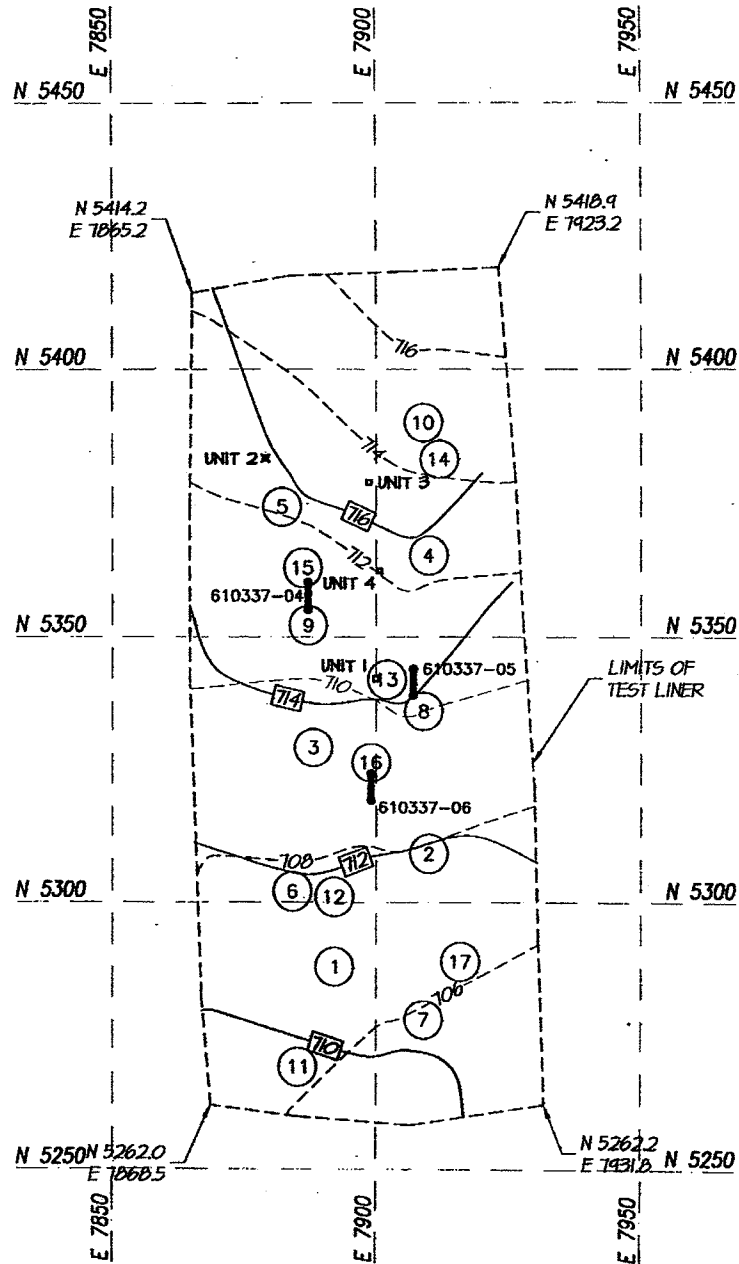 E 7850
E 7900
E 7950
N 5450
N 5450
N 5414.2
E 7865.2
N 5418.9
E 7923.2
N 5400
716
N 5400
10
714
14
UNIT 2
UNIT 3
5
716
4
712
15
UNIT 4
610337-04
9
N 5350
N 5350
UNIT 1
13
610337-05
710
714
8
LIMITS OF
TEST LINER
3
16
610337-06
2
708
712
6
12
N 5300
N 5300
1
17
706
7
710
11
N 5262.0
E 7868.5
N 5262.2
E 7931.8
N 5250
N 5250
E 7850
E 7900
E 7950